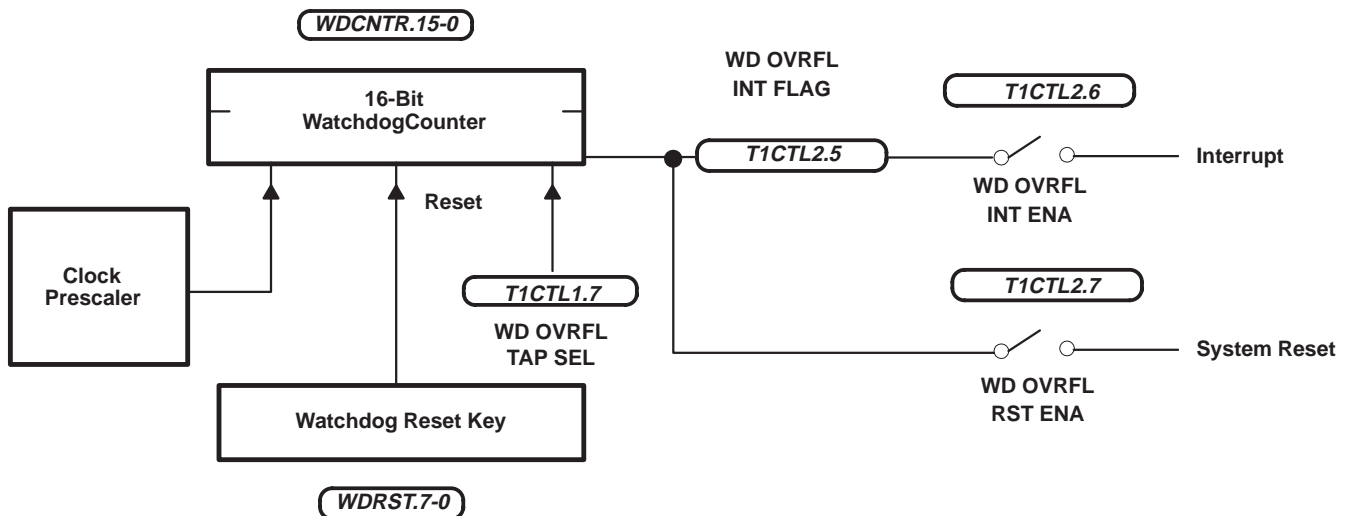 WDCNTR.15-0
16-Bit
WatchdogCounter
WD OVRFL
INT FLAG
T1CTL2.6
T1CTL2.5
Interrupt
WD OVRFL
INT ENA
Reset
Clock
Prescaler
T1CTL1.7
WD OVRFL
TAP SEL
T1CTL2.7
System Reset
WD OVRFL
RST ENA
Watchdog Reset Key
WDRST.7-0